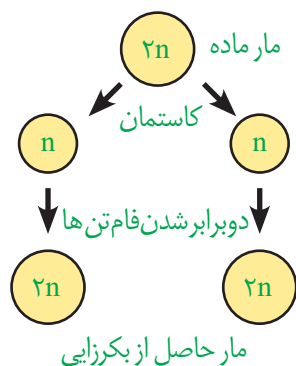 ۲n
مار ماده
کاستمان
n
n
دوبرابر شدن فام‌تن‌ها
۲n
۲n
مار حاصل از بکرزایی